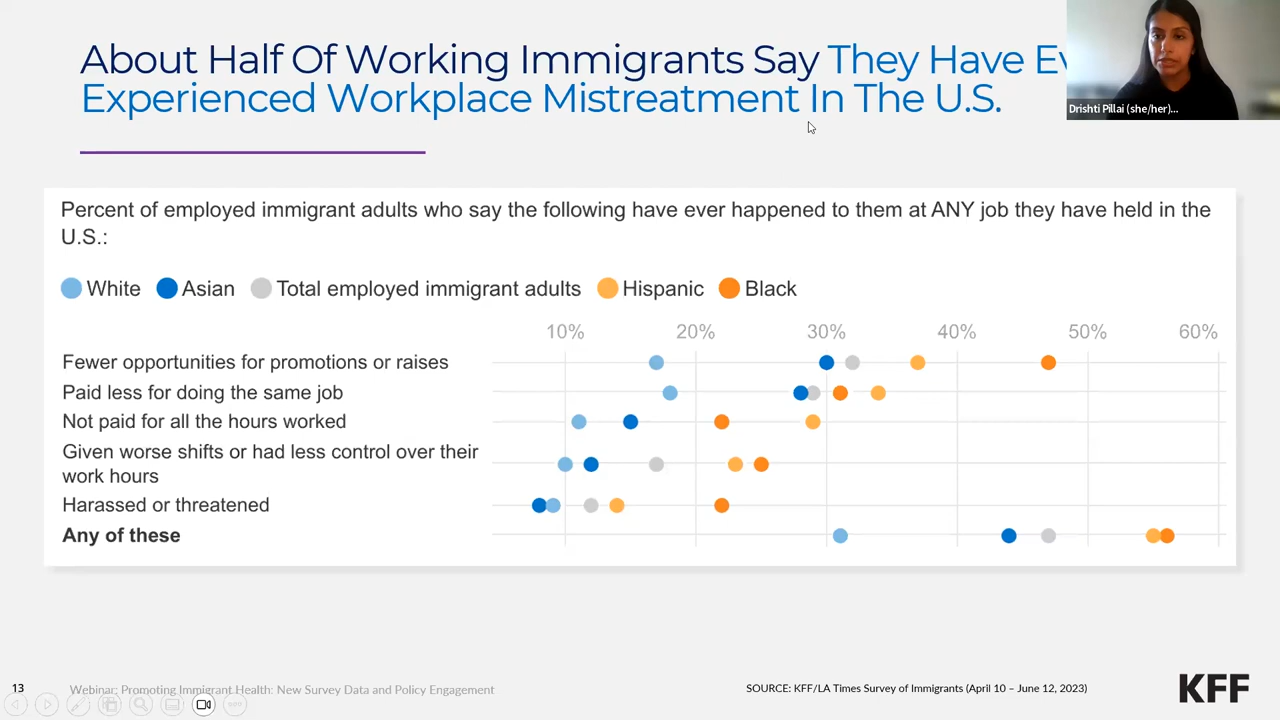 About Half Of Working Immigrants Say They Have
Experienced Workplace Mistreatment In The U.S.
Drishti Pillai (she/her)...
Percent of employed immigrant adults who say the following have ever happened to them at ANY job they have held in the
U.S.:
White Asian Total employed immigrant adults Hispanic Black
10% 20% 30% 40% 50% 60%
Fewer opportunities for promotions or raises
Paid less for doing the same job
Not paid for all the hours worked
Given worse shifts or had less control over their
work hours
Harassed or threatened
Any of these
13
Webinar: Promoting Immigrant Health: New Survey Data and Policy Engagement
SOURCE: KFF/LA Times Survey of Immigrants (April 10 – June 12, 2023)
KFF